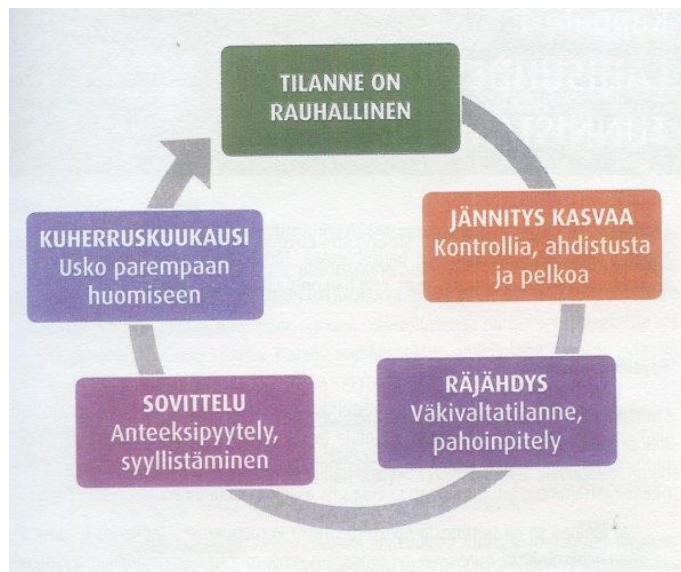 TILANNE ON
RAUHALLINEN
JÄNNITYS KASVAA
Kontrollia, ahdistusta
ja pelkoa
RÄJÄHDYS
Väkivaltatilanne,
pahoinpitely
SOVITTELU
Anteeksipyytely,
syyllistäminen
KUHERRUSKUUKAUSI
Usko parempaan
huomiseen